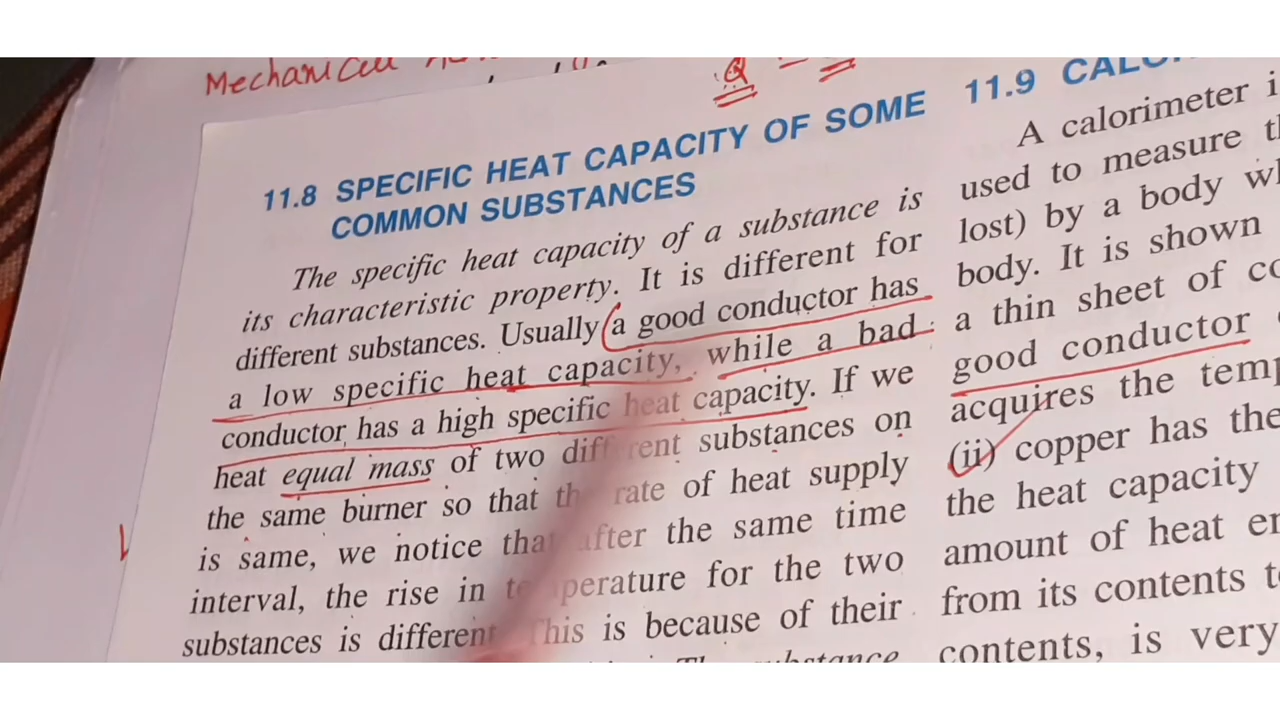 Mechanical
Q
11.8 SPECIFIC HEAT CAPACITY OF SOME
COMMON SUBSTANCES
The specific heat capacity of a substance is
its characteristic property. It is different for
different substances. Usually (a good conductor has
a low specific heat capacity, while a bad
conductor has a high specific heat capacity. If we
heat equal mass of two different substances on
the same burner so that the rate of heat supply
is same, we notice that after the same time
interval, the rise in temperature for the two
substances is different. This is because of their
11.9
A calorimeter
used to measure
lost) by a body
body. It is shown
a thin sheet of
good conductor
acquires the
(ii) copper has the
the heat capacity
amount of heat
from its contents
contents, is very